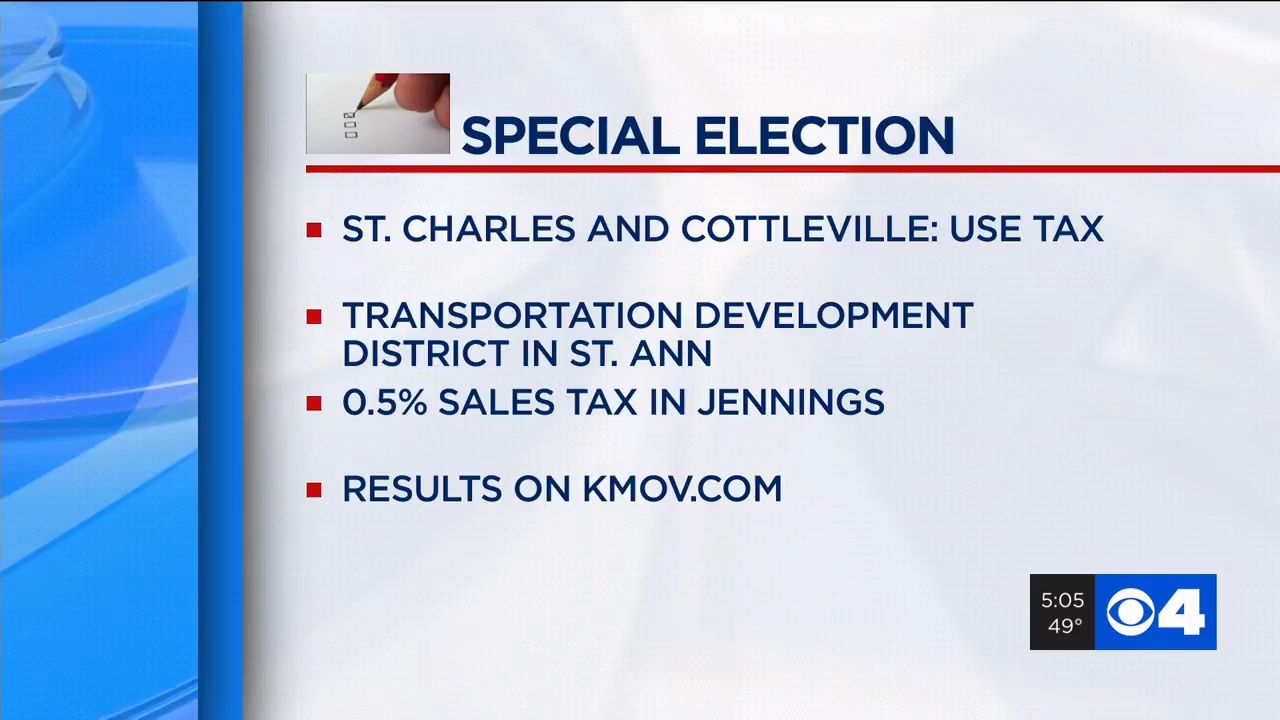 SPECIAL ELECTION
ST. CHARLES AND COTTLEVILLE: USE TAX
TRANSPORTATION DEVELOPMENT
DISTRICT IN ST. ANN
0.5% SALES TAX IN JENNINGS
RESULTS ON KMOV.COM
5:05
49°
4